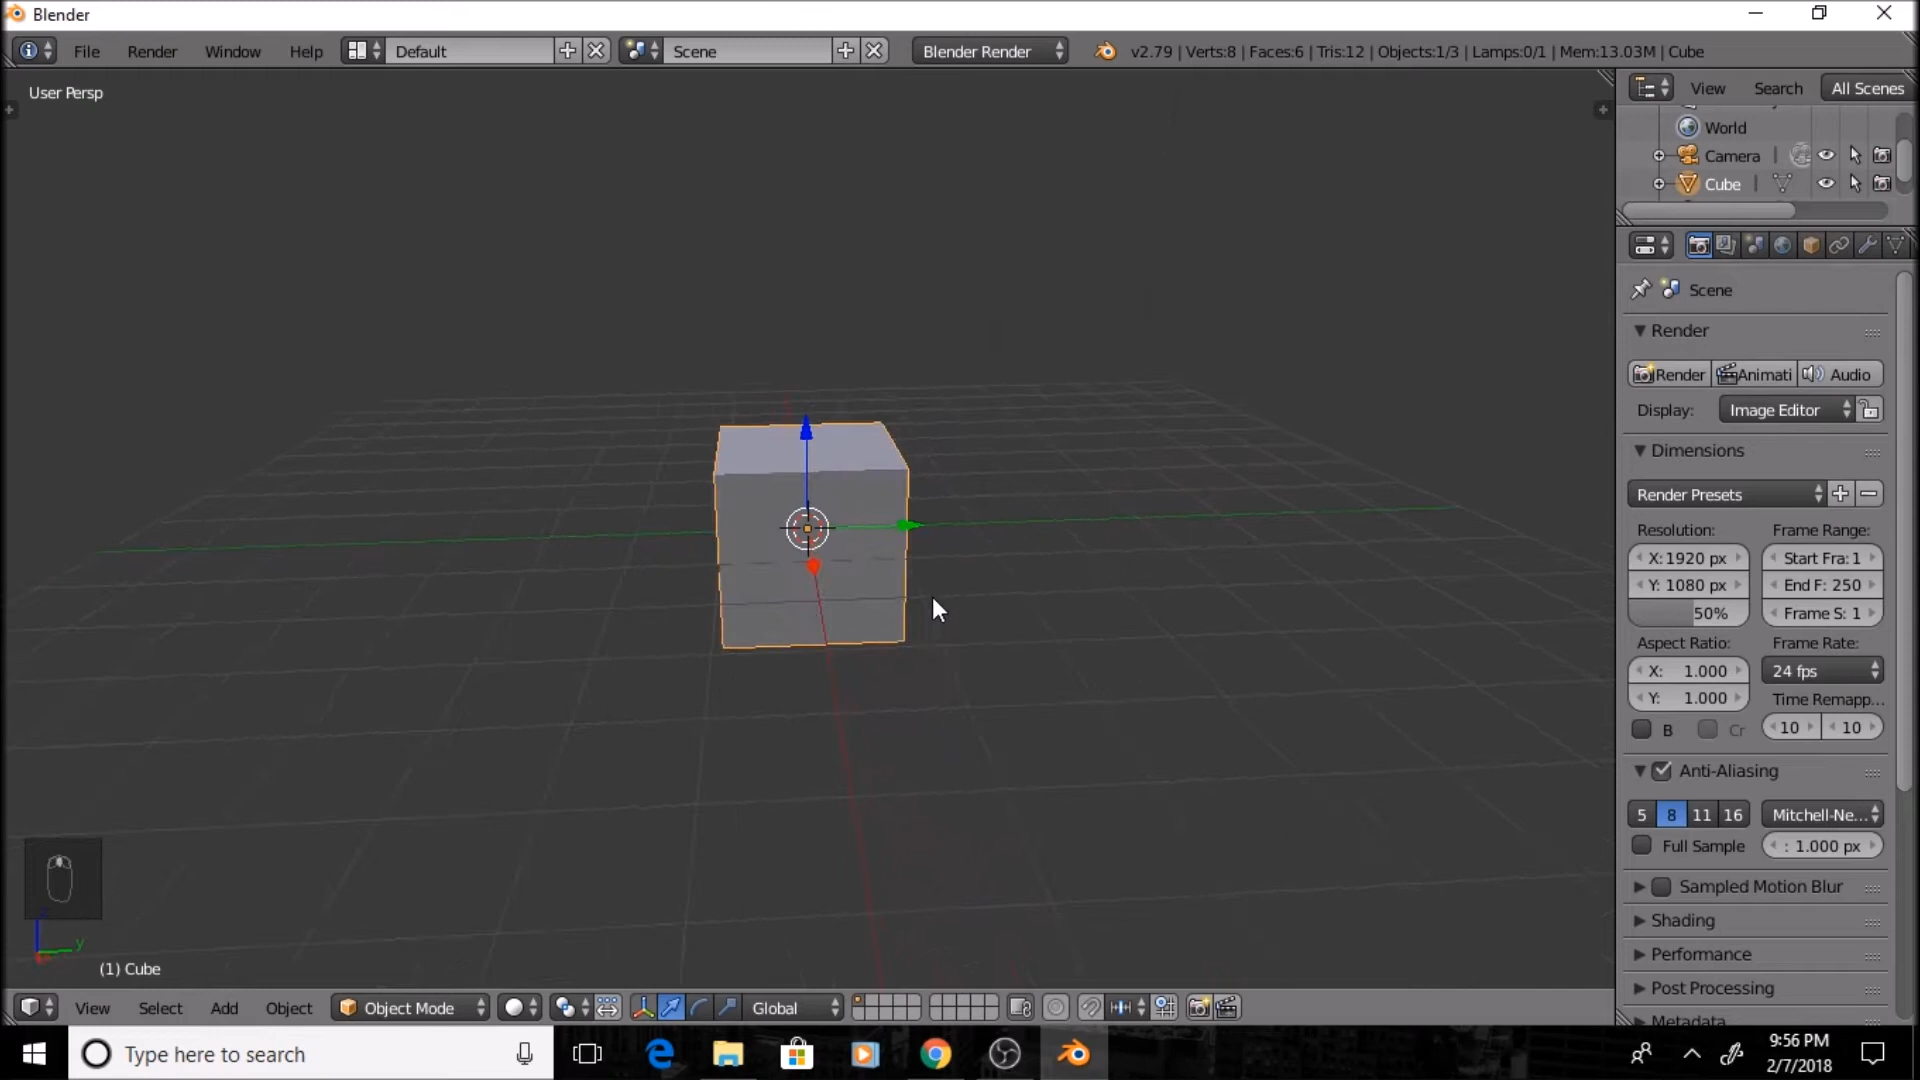 Blender
File Render Window Help Default Scene Blender Render v2.79 | Verts:8 | Faces:6 | Tris:12 | Objects:1/3 | Lamps:0/1 | Mem:13.03M | Cube
User Persp
View Search All Scenes
World
Camera
Cube
Scene
Render
Render Animati Audio
Display: Image Editor
Dimensions
Render Presets
Resolution: Frame Range:
X: 1920 px Start Fra: 1
Y: 1080 px End F: 250
50% Frame S: 1
Aspect Ratio: Frame Rate:
X: 1.000 24 fps
Y: 1.000 Time Remapp...
B Cr 10 10
Anti-Aliasing
5 8 11 16 Mitchell-Ne...
Full Sample : 1.000 px
Sampled Motion Blur
Shading
Performance
Post Processing
Metadata
y
(1) Cube
View Select Add Object Object Mode Global
Type here to search
9:56 PM
2/7/2018